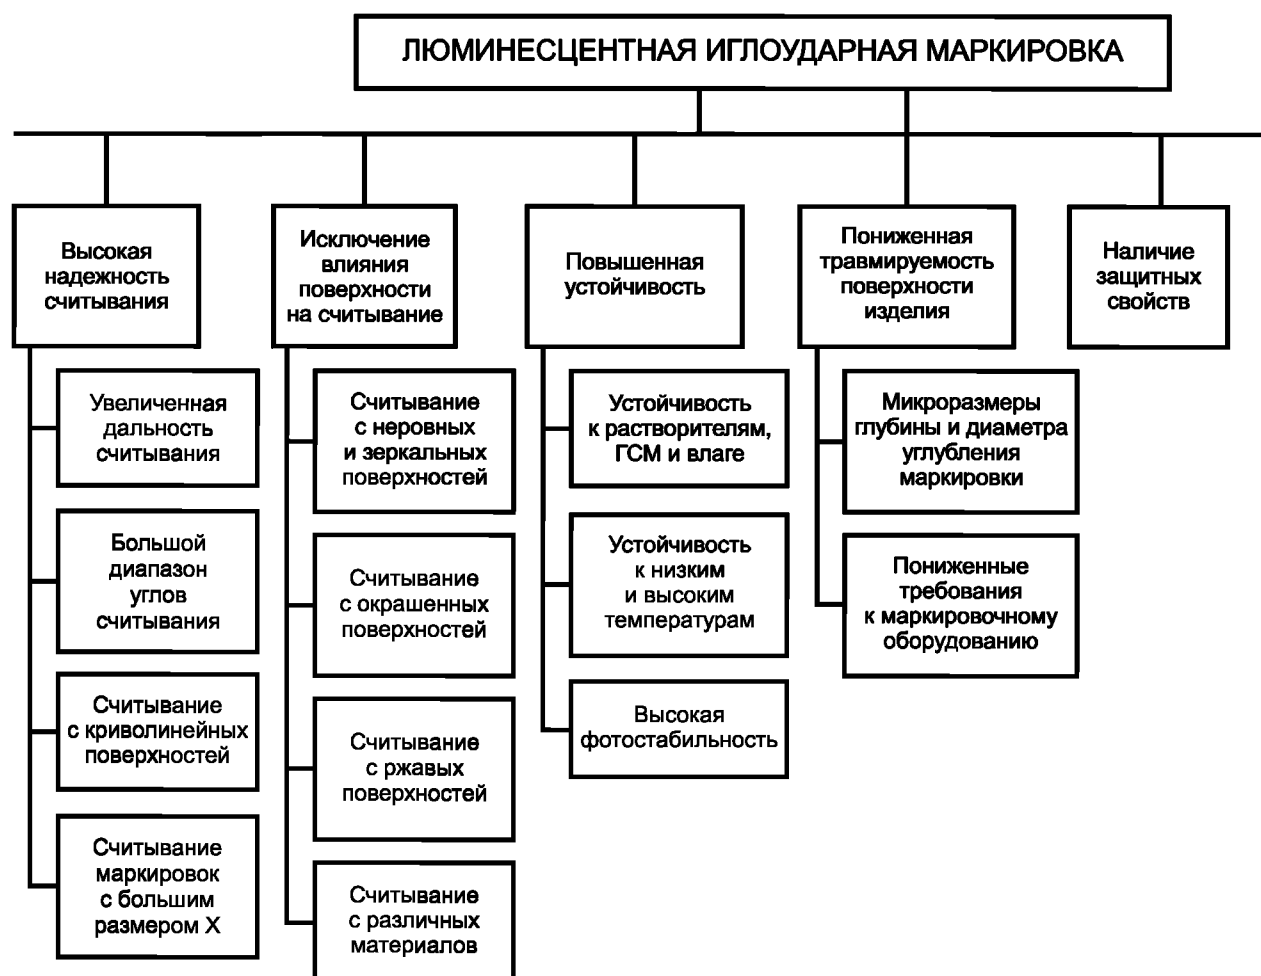 ЛЮМИНЕСЦЕНТНАЯ ИГЛОУДАРНАЯ МАРКИРОВКА
Высокая
надежность
считывания
Увеличенная
дальность
считывания
Большой
диапазон
углов
считывания
Считывание
с криволинейных
поверхностей
Считывание
маркировок
с большим
размером X
Исключение
влияния
поверхности
на считывание
Считывание
с неровных
и зеркальных
поверхностей
Считывание
с окрашенных
поверхностей
Считывание
с ржавых
поверхностей
Считывание
с различных
материалов
Повышенная
устойчивость
Устойчивость
к растворителям,
ГСМ и влаге
Устойчивость
к низким
и высоким
температурам
Высокая
фотостабильность
Пониженная
травмируемость
поверхности
изделия
Микроразмеры
глубины и диаметра
углубления
маркировки
Пониженные
требования
к маркировочному
оборудованию
Наличие
защитных
свойств